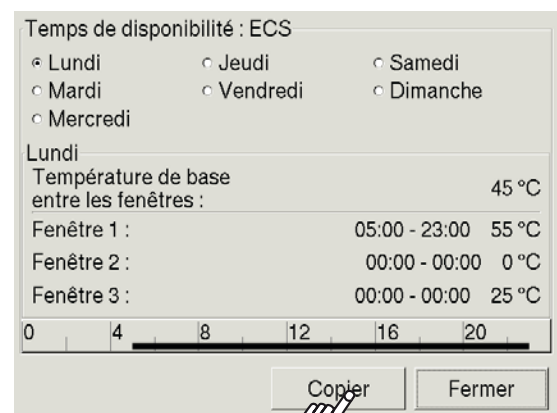 Temps de disponibilité : ECS
Lundi Jeudi Samedi
Mardi Vendredi Dimanche
Mercredi
Lundi
Température de base
entre les fenêtres : 45 °C
Fenêtre 1 : 05:00 - 23:00 55 °C
Fenêtre 2 : 00:00 - 00:00 0 °C
Fenêtre 3 : 00:00 - 00:00 25 °C
0 4 8 12 16 20
Copier Fermer